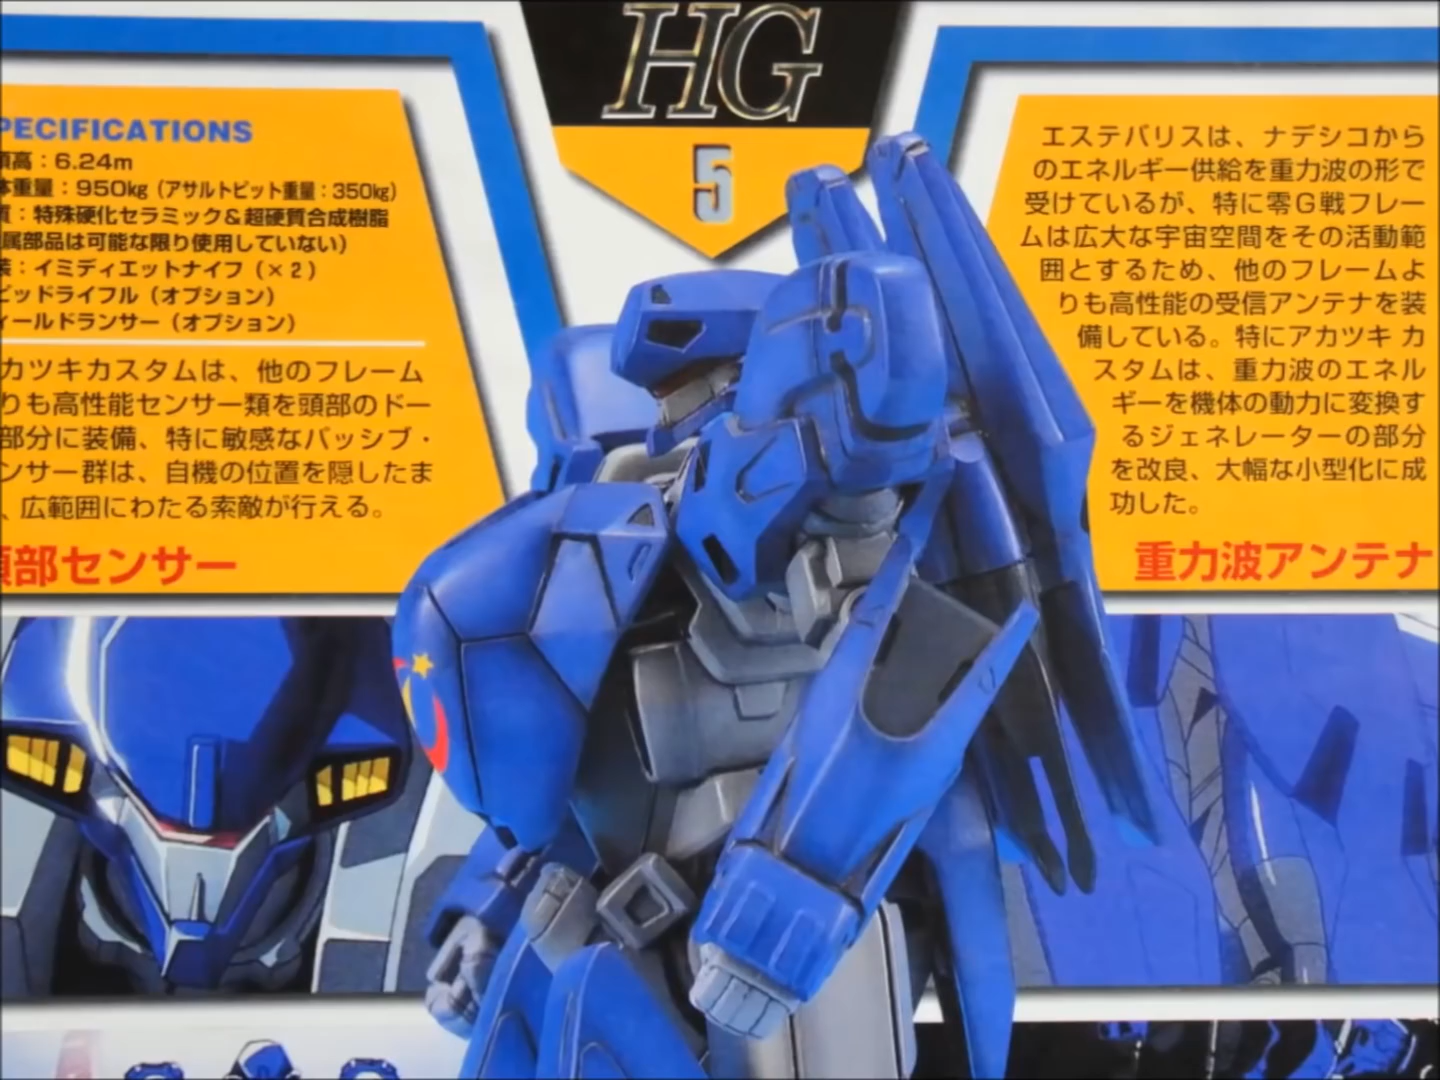 HG
5
PECIFICATIONS
頭高：6.24m
体重量：950kg（アサルトピット重量：350kg）
質：特殊硬化セラミック＆超硬質合成樹脂
属部品は可能な限り使用していない）
装：イミディエットナイフ（×２）
ビッドライフル（オプション）
ィールドランサー（オプション）
カツキカスタムは、他のフレーム
りも高性能センサー類を頭部のドー
部分に装備、特に敏感なパッシブ・
ンサー群は、自機の位置を隠したま
、広範囲にわたる索敵が行える。
頭部センサー
エステバリスは、ナデシコから
のエネルギー供給を重力波の形で
受けているが、特に零G戦フレー
ムは広大な宇宙空間をその活動範
囲とするため、他のフレームよ
りも高性能の受信アンテナを装
備している。特にアカツキ カ
スタムは、重力波のエネル
ギーを機体の動力に変換す
るジェネレーターの部分
を改良、大幅な小型化に成
功した。
重力波アンテナ